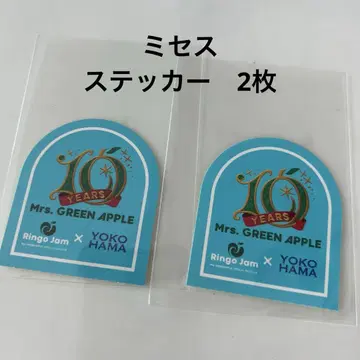 ミセス
ステッカー 2枚
10
YEARS
Mrs. GREEN APPLE
Ringo Jam × YOKO
HAMA
10
YEARS
Mrs. GREEN APPLE
Ringo Jam × YOKO
HAMA